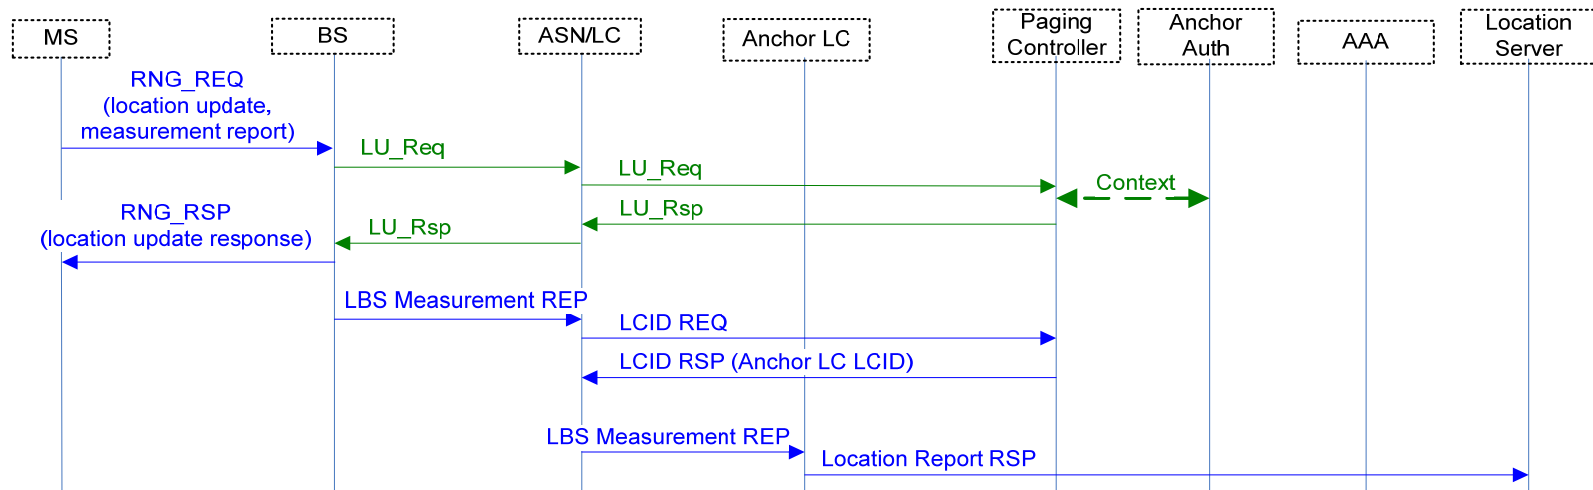 MS
BS
ASN/LC
Anchor LC
Paging
Controller
Anchor
Auth
AAA
Location
Server
RNG_REQ
(location update,
measurement report)
LU_Req
LU_Req
Context
RNG_RSP
(location update response)
LU_Rsp
LU_Rsp
LBS Measurement REP
LCID REQ
LCID RSP (Anchor LC LCID)
LBS Measurement REP
Location Report RSP